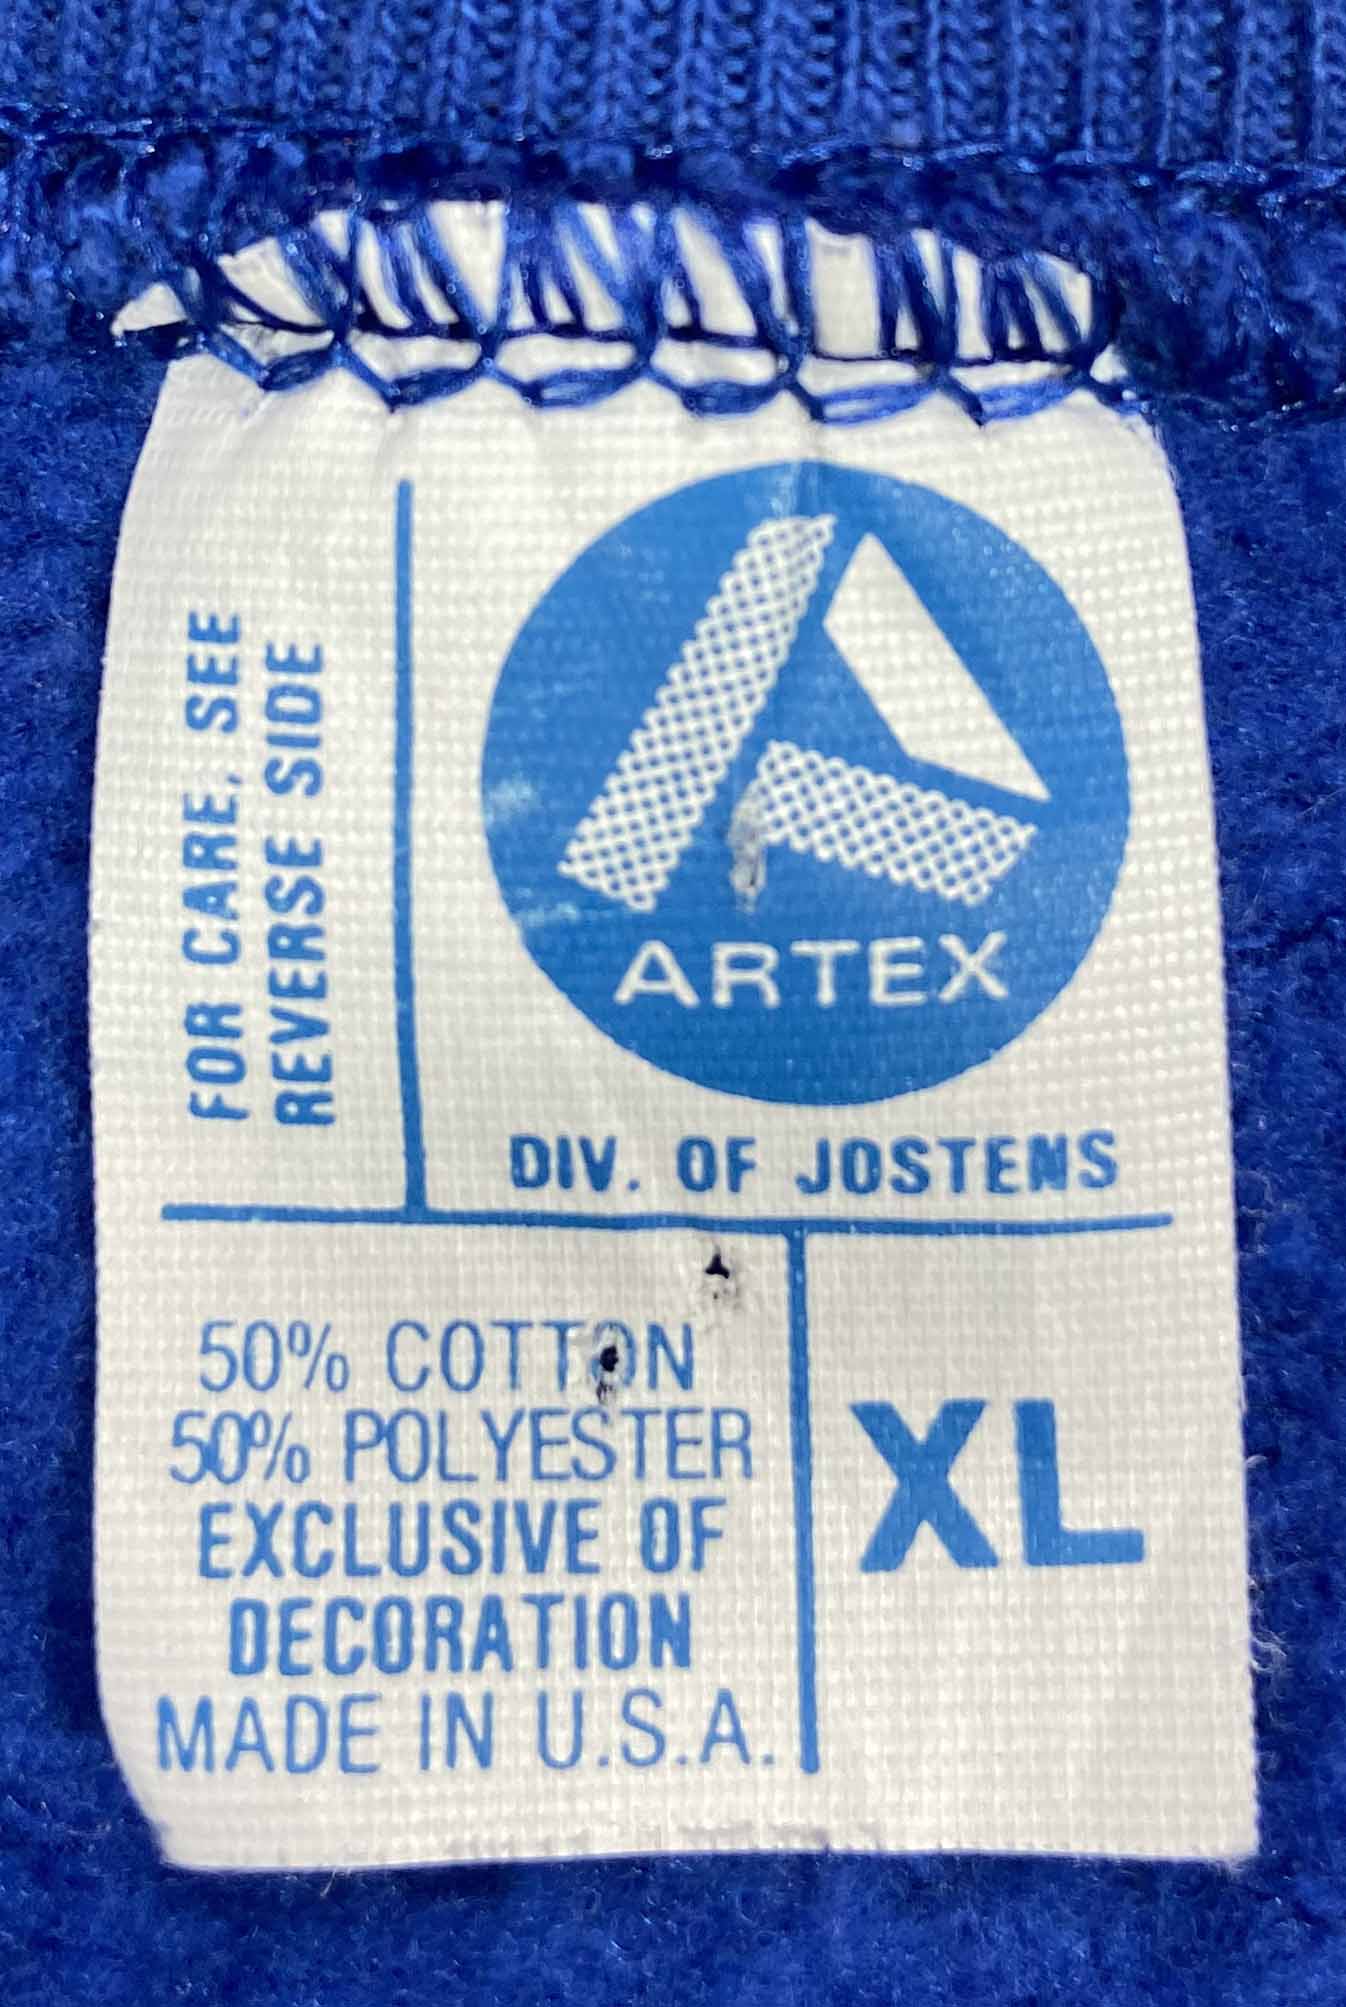 FOR CARE, SEE
REVERSE SIDE
ARTEX
DIV. OF JOSTENS
50% COTTON
50% POLYESTER
EXCLUSIVE OF
DECORATION
MADE IN U.S.A.
XL